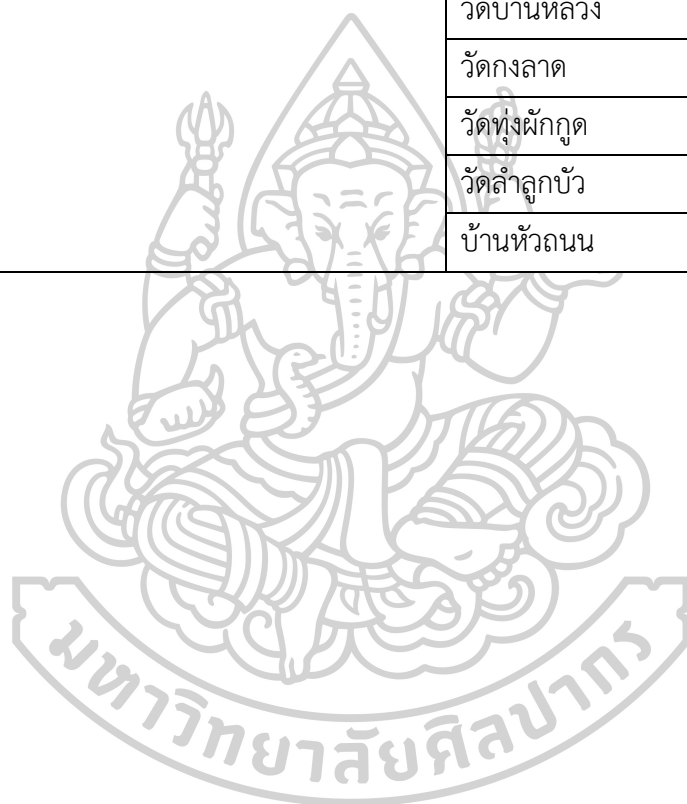 วัดบ้านหลวง
วัดกงลาด
วัดทุ่งผักกูด
วัดลำลูกบัว
บ้านหัวถนน
มหาวิทยาลัยศิลปากร